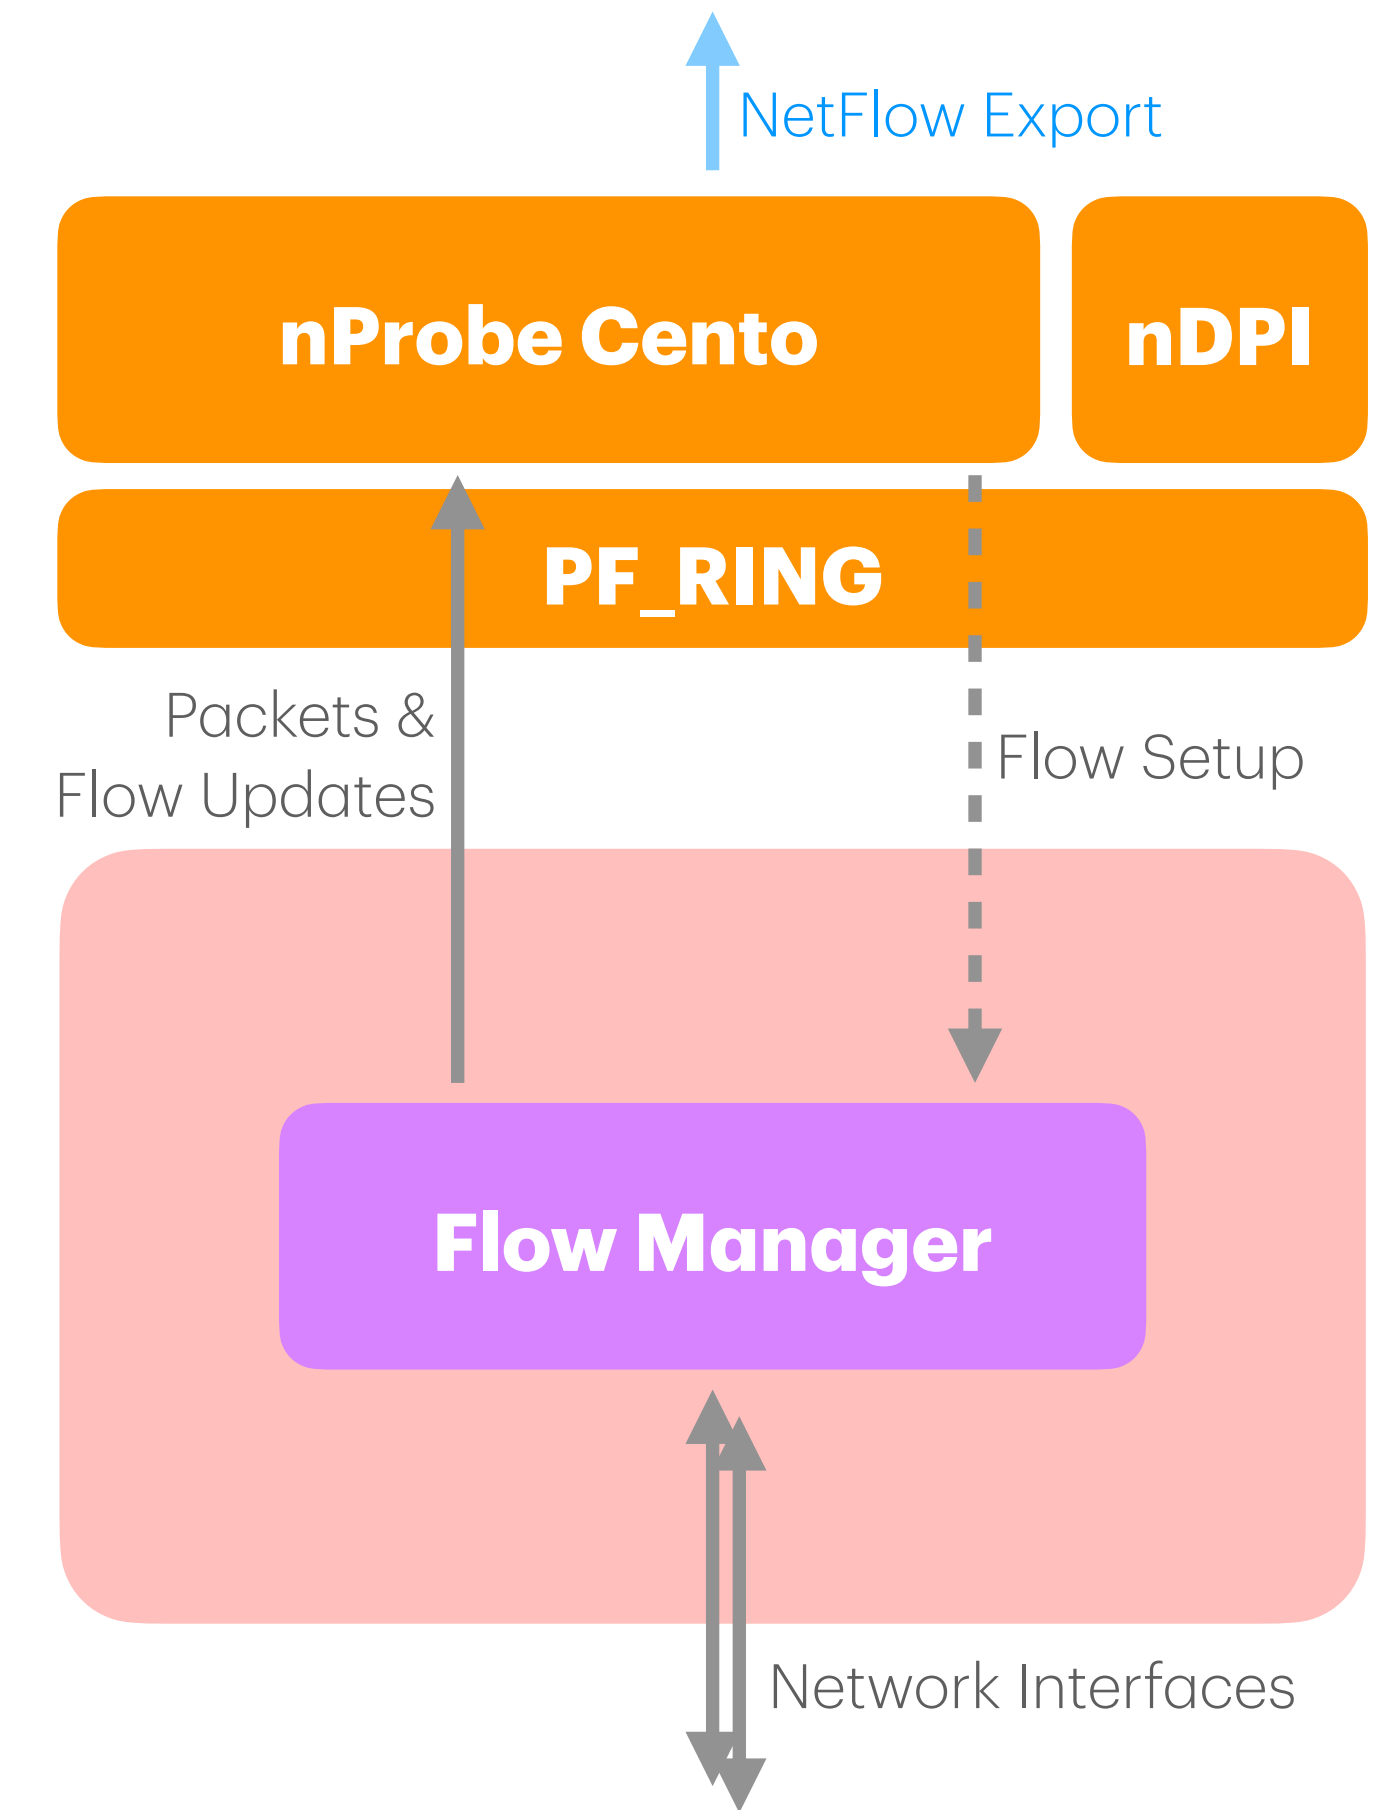 NetFlow Export
nProbe Cento
nDPI
PF_RING
Packets &
Flow Updates
Flow Setup
Flow Manager
Network Interfaces